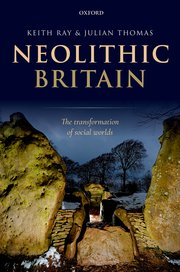 OXFORD
KEITH RAY & JULIAN THOMAS
NEOLITHIC
BRITAIN
The transformation
of social worlds